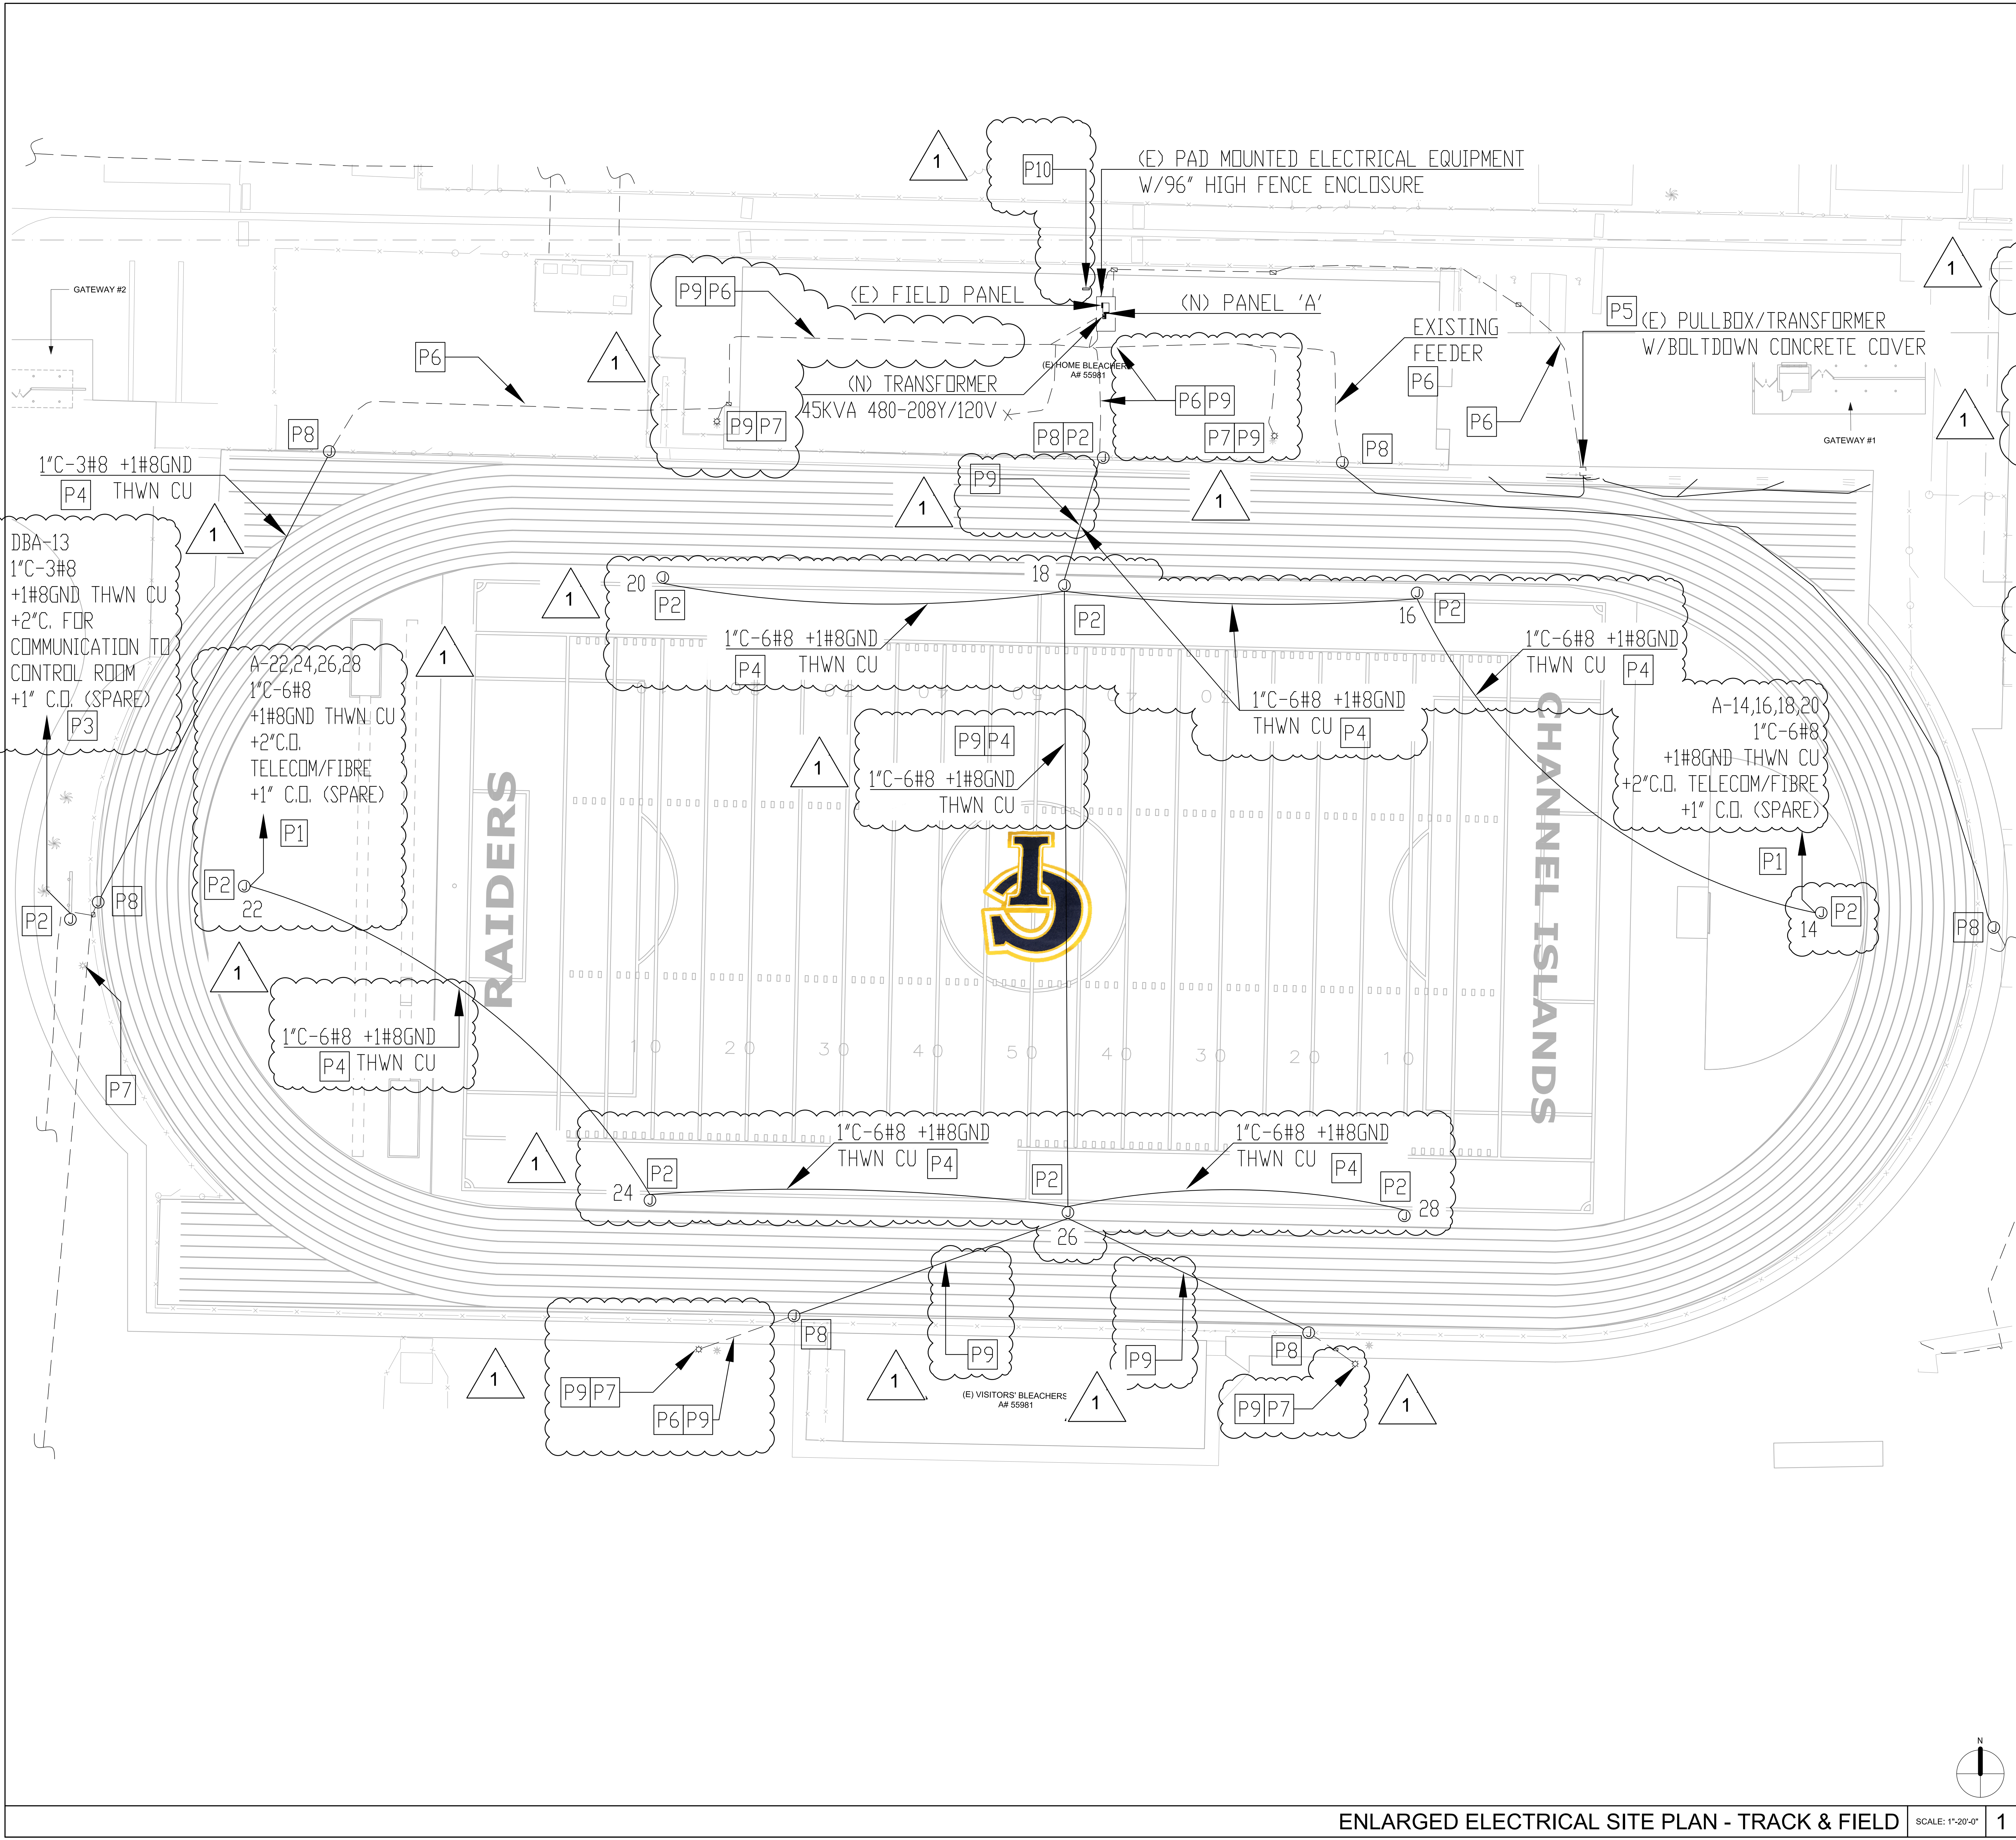 1
P10
(E) PAD MOUNTED ELECTRICAL EQUIPMENT
W/96" HIGH FENCE ENCLOSURE
1
GATEWAY #2
P9 P6
(E) FIELD PANEL
(N) PANEL 'A'
P5
(E) PULLBOX/TRANSFORMER
W/BOLTDOWN CONCRETE COVER
EXISTING
FEEDER
P6
P6
1
(E) HOME BLEACHERS
A# 55981
(N) TRANSFORMER
45KVA 480-208Y/120V
P6 P9
P6
P9 P7
P8 P2
P7 P9
P8
P8
GATEWAY #1
1
1"C-3#8 +1#8GND
P4 THWN CU
P9
1
1
1
DBA-13
1"C-3#8
+1#8GND THWN CU
+2"C. FOR
COMMUNICATION TO
CONTROL ROOM
+1" C.O. (SPARE)
P3
1
20
P2
18
P2
16
P2
1"C-6#8 +1#8GND
P4 THWN CU
1"C-6#8 +1#8GND
THWN CU P4
1
A-22,24,26,28
1"C-6#8
+1#8GND THWN CU
+2"C.O.
TELECOM/FIBRE
+1" C.O. (SPARE)
P1
1"C-6#8 +1#8GND
THWN CU P4
A-14,16,18,20
1"C-6#8
+1#8GND THWN CU
+2"C.O. TELECOM/FIBRE
+1" C.O. (SPARE)
P1
P9 P4
1
1"C-6#8 +1#8GND
THWN CU
RAIDERS
CHANNEL ISLANDS
CI
P2
22
P2
P8
P2
14
P8
1
1"C-6#8 +1#8GND
P4 THWN CU
P7
10 20 30 40 50 40 30 20 10
1
P2
24
1"C-6#8 +1#8GND
THWN CU P4
P2
26
1"C-6#8 +1#8GND
THWN CU P4
P2
28
P8
P8
1
P9 P7
P6 P9
1
P9
(E) VISITORS' BLEACHERS
A# 55981
P9
1
P9 P7
1
N
ENLARGED ELECTRICAL SITE PLAN - TRACK & FIELD
SCALE: 1"-20'-0"
1